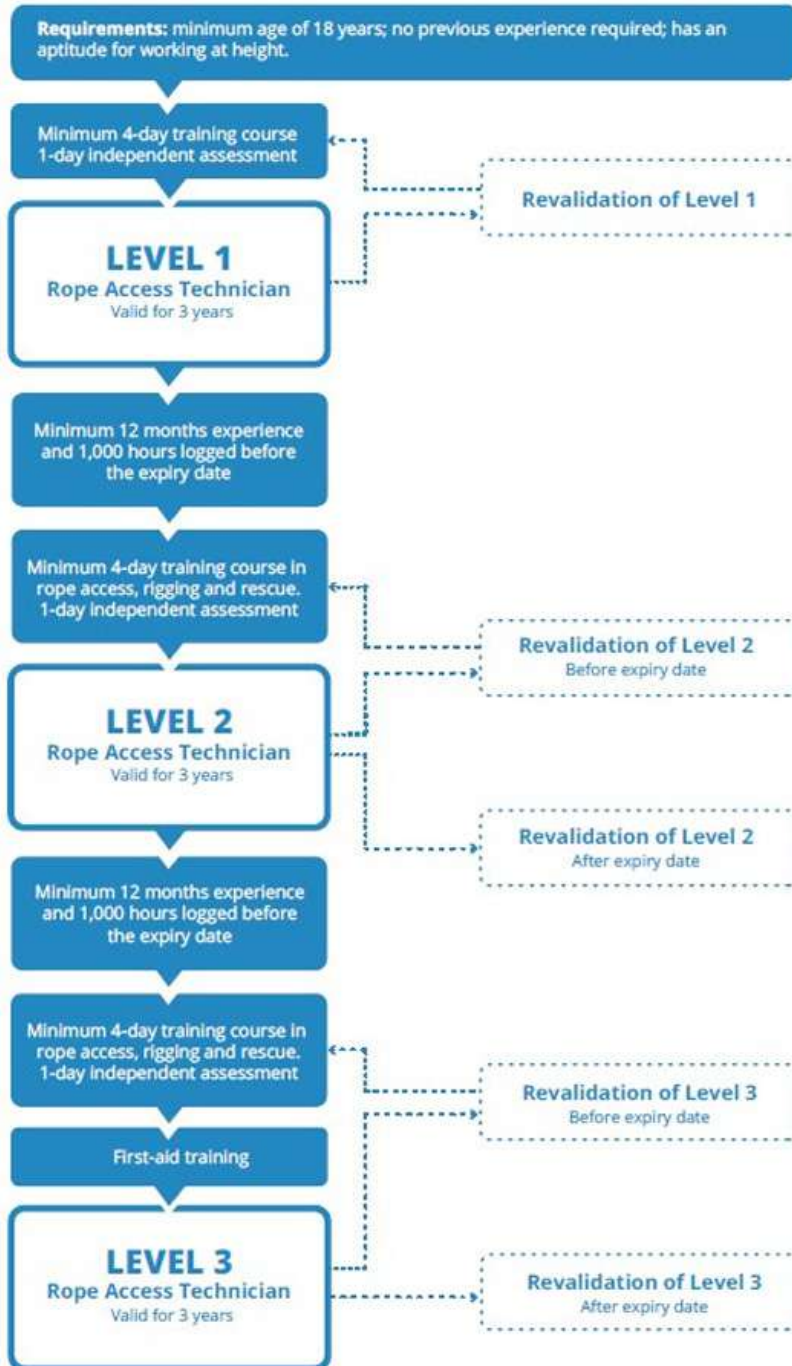 Requirements: minimum age of 18 years; no previous experience required; has an
aptitude for working at height.
Minimum 4-day training course
1-day independent assessment
Revalidation of Level 1
LEVEL 1
Rope Access Technician
Valid for 3 years
Minimum 12 months experience
and 1,000 hours logged before
the expiry date
Minimum 4-day training course in
rope access, rigging and rescue.
1-day independent assessment
Revalidation of Level 2
Before expiry date
LEVEL 2
Rope Access Technician
Valid for 3 years
Revalidation of Level 2
After expiry date
Minimum 12 months experience
and 1,000 hours logged before
the expiry date
Minimum 4-day training course in
rope access, rigging and rescue.
1-day independent assessment
Revalidation of Level 3
Before expiry date
First-aid training
LEVEL 3
Rope Access Technician
Valid for 3 years
Revalidation of Level 3
After expiry date